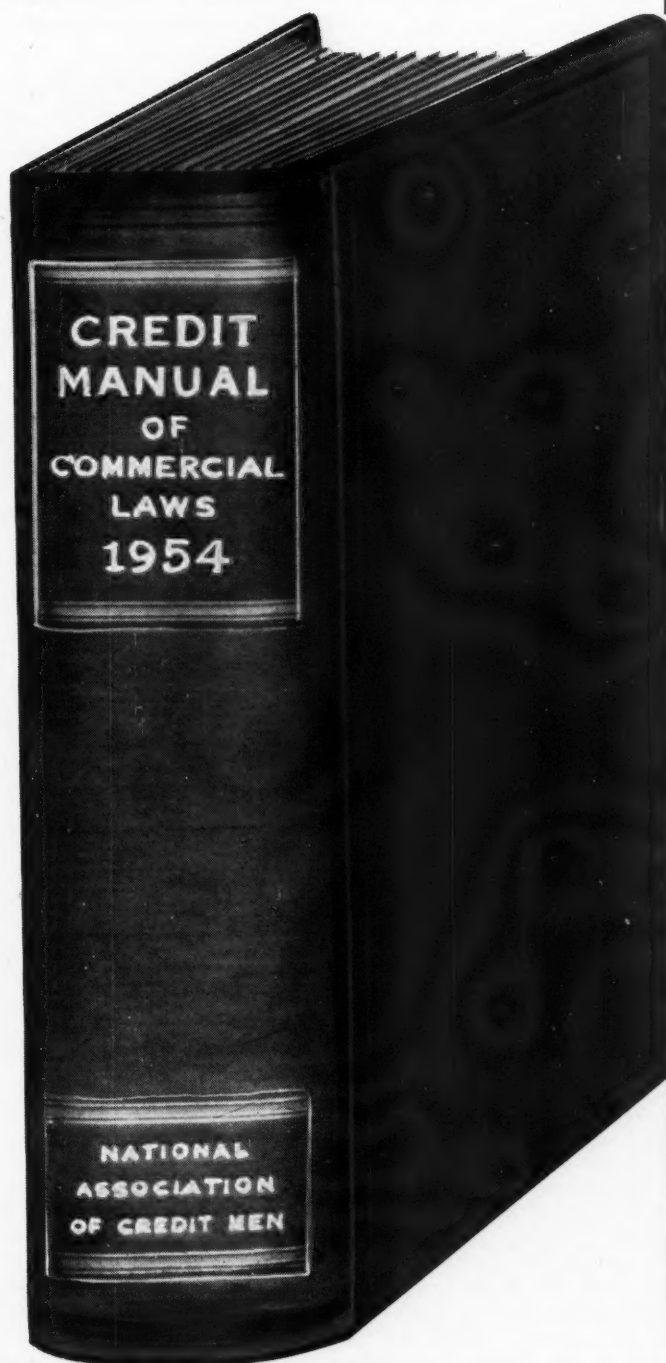 CREDIT
MANUAL
OF
COMMERCIAL
LAWS
1954
NATIONAL
ASSOCIATION
OF CREDIT MEN